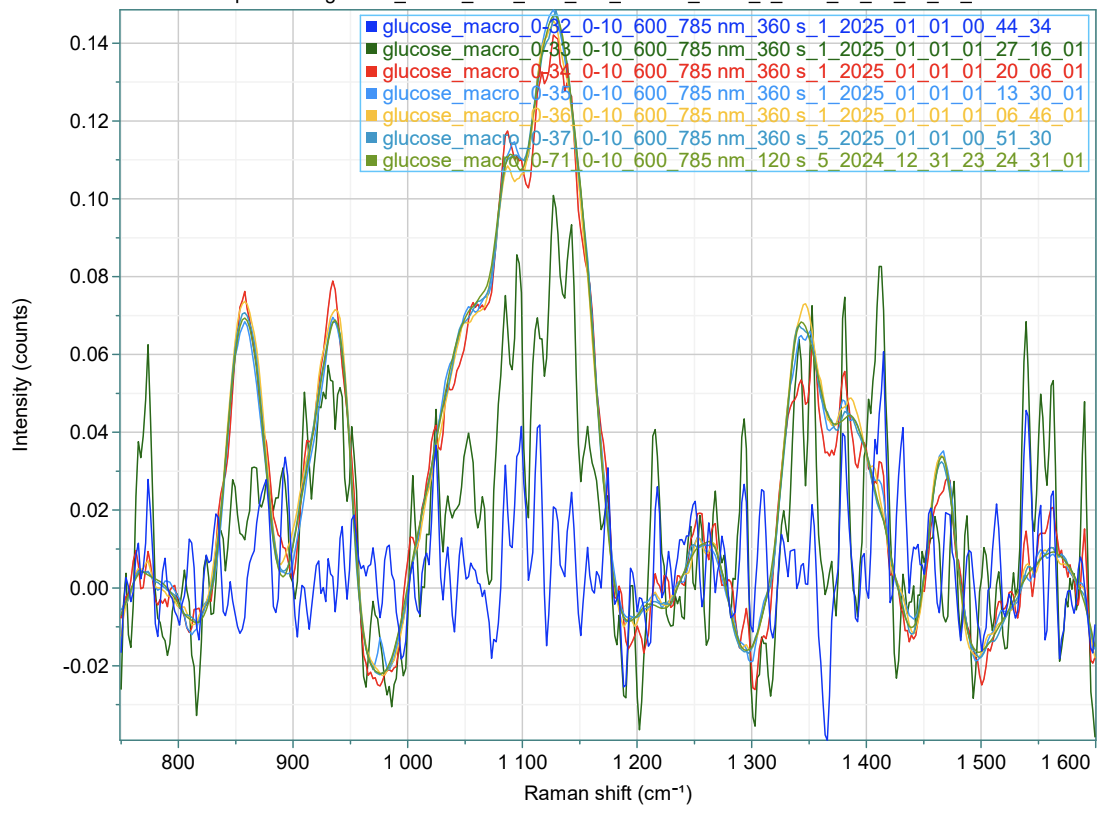 glucose_macro_0-32_0-10_600_785 nm_360 s_1_2025_01_01_00_44_34
glucose_macro_0-33_0-10_600_785 nm_360 s_1_2025_01_01_01_27_16_01
glucose_macro_0-34_0-10_600_785 nm_360 s_1_2025_01_01_01_20_06_01
glucose_macro_0-35_0-10_600_785 nm_360 s_1_2025_01_01_01_13_30_01
glucose_macro_0-36_0-10_600_785 nm_360 s_1_2025_01_01_01_06_46_01
glucose_macro_0-37_0-10_600_785 nm_360 s_5_2025_01_01_00_51_30
glucose_macro_0-71_0-10_600_785 nm_120 s_5_2024_12_31_23_24_31_01
0.14
0.12
0.10
0.08
0.06
0.04
0.02
0.00
-0.02
Intensity (counts)
800 900 1 000 1 100 1 200 1 300 1 400 1 500 1 600
Raman shift (cm⁻¹)